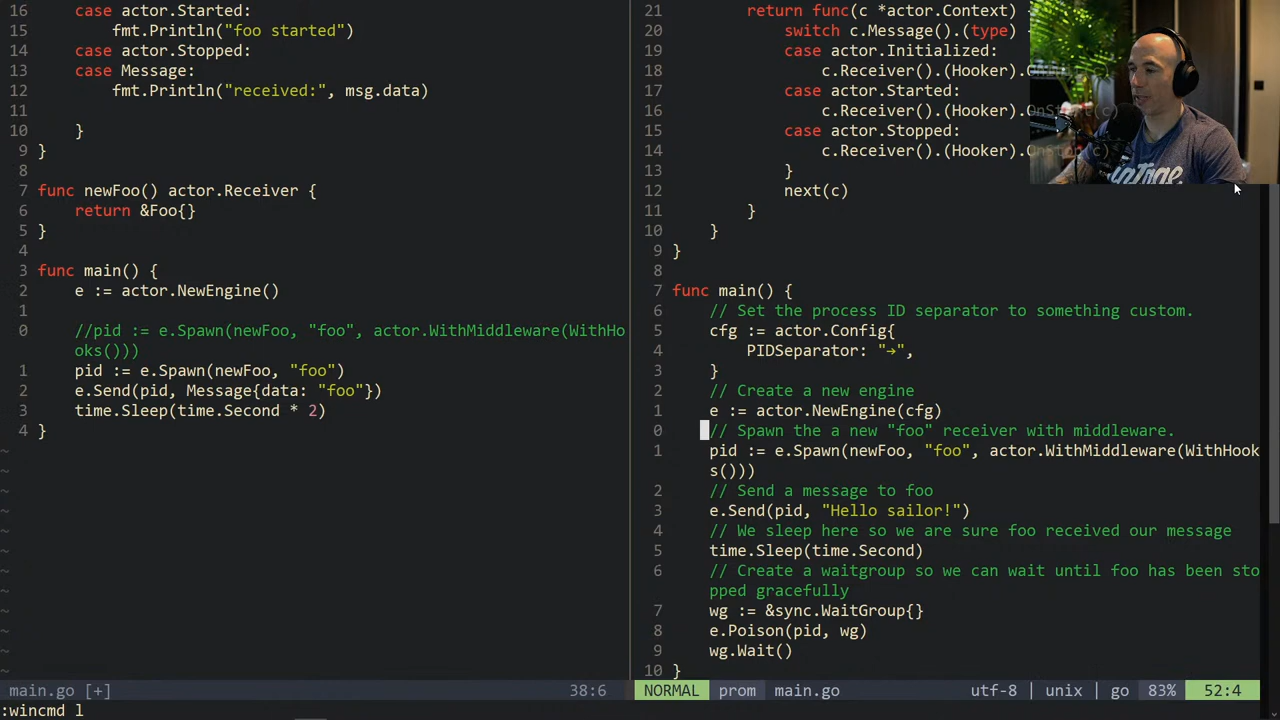 16 case actor.Started:
15 fmt.Println("foo started")
14 case actor.Stopped:
13 case Message:
12 fmt.Println("received:", msg.data)
11
10 }
9 }
8
7 func newFoo() actor.Receiver {
6 return &Foo{}
5 }
4
3 func main() {
2 e := actor.NewEngine()
1
0 //pid := e.Spawn(newFoo, "foo", actor.WithMiddleware(WithHo
oks()))
1 pid := e.Spawn(newFoo, "foo")
2 e.Send(pid, Message{data: "foo"})
3 time.Sleep(time.Second * 2)
4 }
~
~
~
~
~
~
~
~
~
~
~
~
main.go [+] 38:6
21 return func(c *actor.Context)
20 switch c.Message().(type)
19 case actor.Initialized:
18 c.Receiver().(Hooker).
17 case actor.Started:
16 c.Receiver().(Hooker).OnStart(c)
15 case actor.Stopped:
14 c.Receiver().(Hooker).OnStop(c)
13 }
12 next(c)
11 }
10 }
9 }
8
7 func main() {
6 // Set the process ID separator to something custom.
5 cfg := actor.Config{
4 PIDSeparator: "→",
3 }
2 // Create a new engine
1 e := actor.NewEngine(cfg)
0 // Spawn the a new "foo" receiver with middleware.
1 pid := e.Spawn(newFoo, "foo", actor.WithMiddleware(WithHook
s()))
2 // Send a message to foo
3 e.Send(pid, "Hello sailor!")
4 // We sleep here so we are sure foo received our message
5 time.Sleep(time.Second)
6 // Create a waitgroup so we can wait until foo has been sto
pped gracefully
7 wg := &sync.WaitGroup{}
8 e.Poison(pid, wg)
9 wg.Wait()
10 }
NORMAL prom main.go utf-8 | unix | go 83% 52:4
:wincmd l